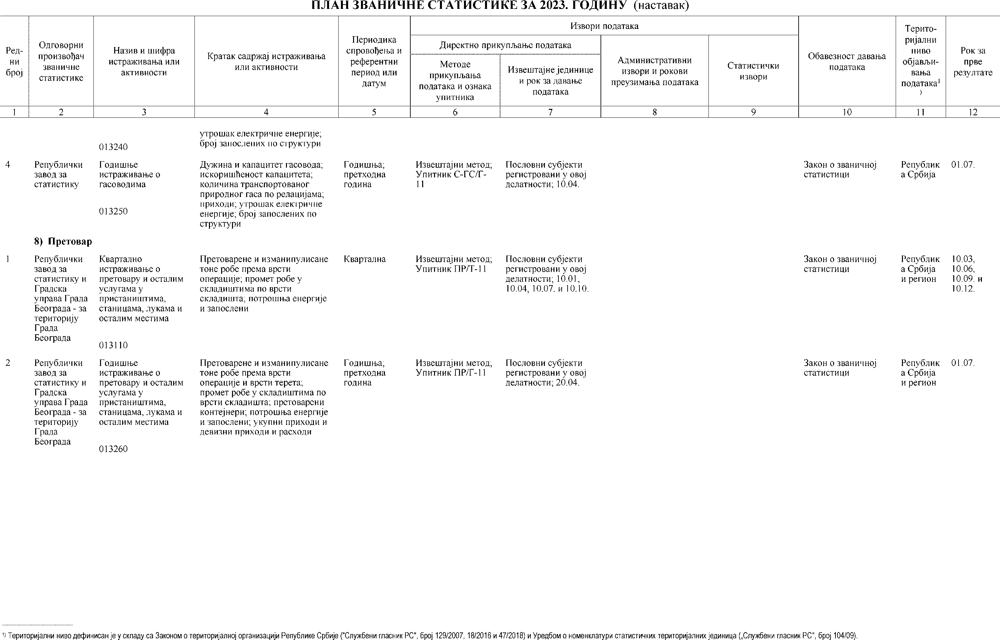 ПЛАН ЗВАНИЧНЕ СТАТИСТИКЕ ЗА 2023. ГОДИНУ (наставак)
Ред-
ни
број
Одговорни
произвођач
званичне
статистике
Назив и шифра
истраживања или
активности
Кратак садржај истраживања
или активности
Периодика
спровођења и
референтни
период или
датум
Извори података
Директно прикупљање података
Методе
прикупљања
података и ознака
упитника
Извештајне јединице
и рок за давање
података
Административни
извори и рокови
преузимања података
Статистички
извори
Обавезност давања
података
Терито-
ријални
ниво
објављи-
вања
података¹
)
Рок за
прве
резултате
1 2 3 4 5 6 7 8 9 10 11 12
013240
утрошак електричне енергије;
број запослених по структури
4
Републички
завод за
статистику
Годишње
истраживање о
гасоводима
013250
Дужина и капацитет гасовода;
искоришћеност капацитета;
количина транспортованог
природног гаса по релацијама;
приходи; утрошак електричне
енергије; број запослених по
структури
Годишња;
претходна
година
Извештајни метод;
Упитник С-ГС/Г-
11
Пословни субјекти
регистровани у овој
делатности; 10.04.
Закон о званичној
статистици
Републик
а Србија
01.07.
8) Претовар
1
Републички
завод за
статистику и
Градска
управа Града
Београда - за
територију
Града
Београда
Квартално
истраживање о
претовару и осталим
услугама у
пристаништима,
станицама, лукама и
осталим местима
013110
Претоварене и изманипулисане
тоне робе према врсти
операције; промет робе у
складиштима по врсти
складишта; потрошња енергије
и запослени
Квартална
Извештајни метод;
Упитник ПР/Т-11
Пословни субјекти
регистровани у овој
делатности; 10.01,
10.04, 10.07. и 10.10.
Закон о званичној
статистици
Републик
а Србија
и регион
10.03,
10.06,
10.09. и
10.12.
2
Републички
завод за
статистику и
Градска
управа Града
Београда - за
територију
Града
Београда
Годишње
истраживање о
претовару и осталим
услугама у
пристаништима,
станицама, лукама и
осталим местима
013260
Претоварене и изманипулисане
тоне робе према врсти
операције и врсти терета;
промет робе у складиштима по
врсти складишта; претоварени
контејнери; потрошња енергије
и запослени; укупни приходи и
девизни приходи и расходи
Годишња;
претходна
година
Извештајни метод;
Упитник ПР/Г-11
Пословни субјекти
регистровани у овој
делатности; 20.04.
Закон о званичној
статистици
Републик
а Србија
и регион
01.07.
¹⁾ Територијални ниво дефинисан је у складу са Законом о територијалној организацији Републике Србије ("Службени гласник РС", број 129/2007, 18/2016 и 47/2018) и Уредбом о номенклатури статистичких територијалних јединица („Службени гласник РС", број 104/09).